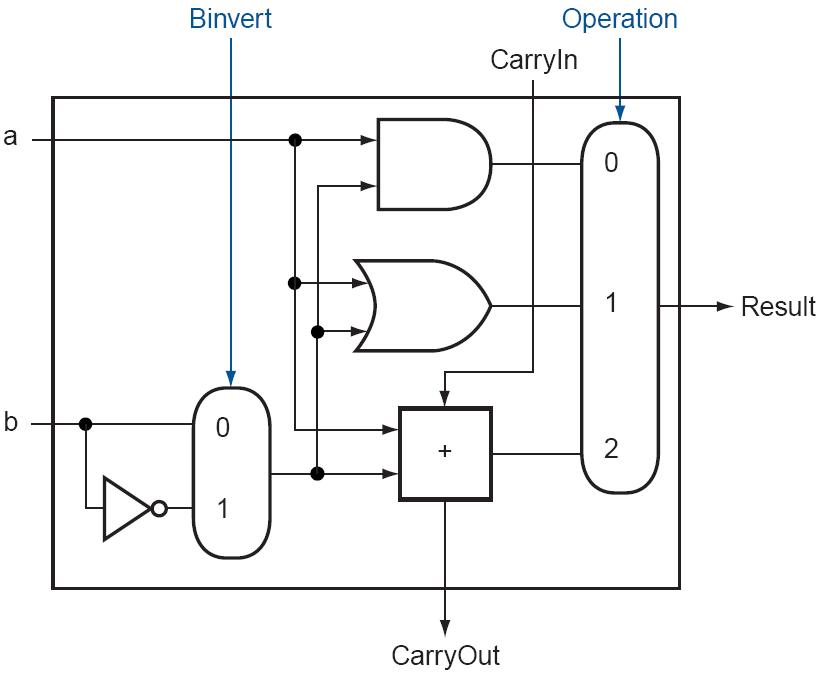 Binvert
Operation
CarryIn
a
0
1
Result
b
0
2
+
1
CarryOut